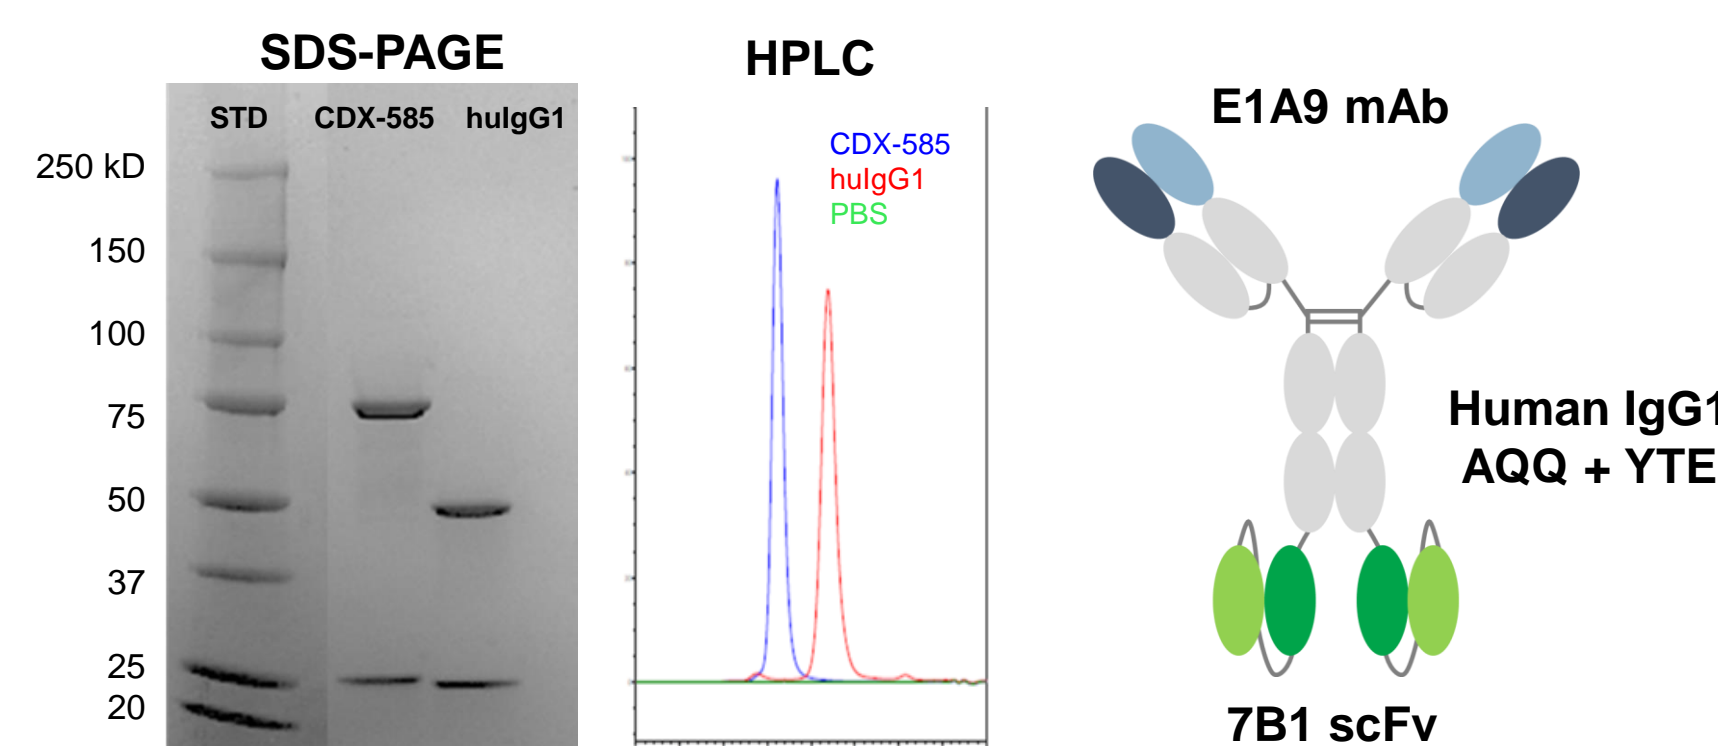 SDS-PAGE
STD CDX-585 huIgG1
250 kD
150
100
75
50
37
25
20
HPLC
CDX-585
huIgG1
PBS
E1A9 mAb
Human IgG1
AQQ + YTE
7B1 scFv